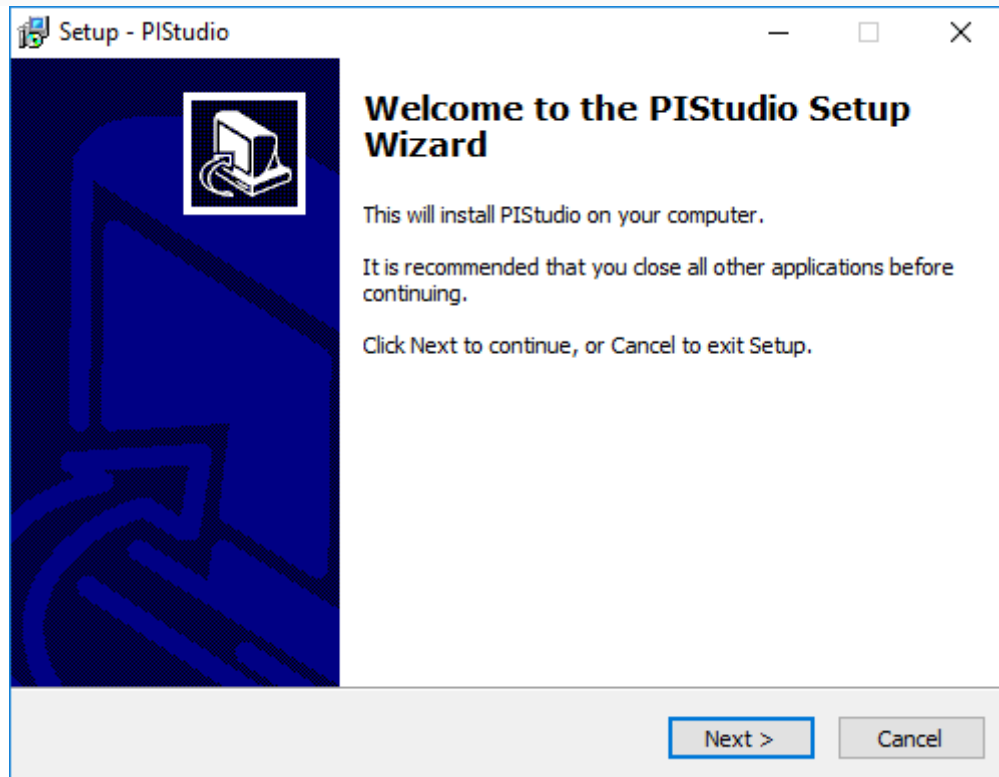 Setup - PIStudio
Welcome to the PIStudio Setup
Wizard
This will install PIStudio on your computer.
It is recommended that you close all other applications before
continuing.
Click Next to continue, or Cancel to exit Setup.
Next >
Cancel